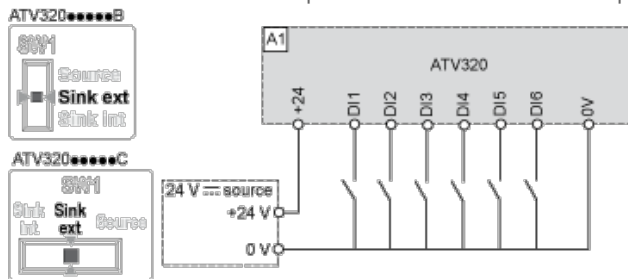 ATV320●●●●●B
SW1
Source
Sink ext
Sink int
ATV320●●●●●C
SW1
Sink int
Sink ext
Source
A1
ATV320
+24
DI1
DI2
DI3
DI4
DI5
DI6
0V
24 V ⎓ source
+24 V
0 V